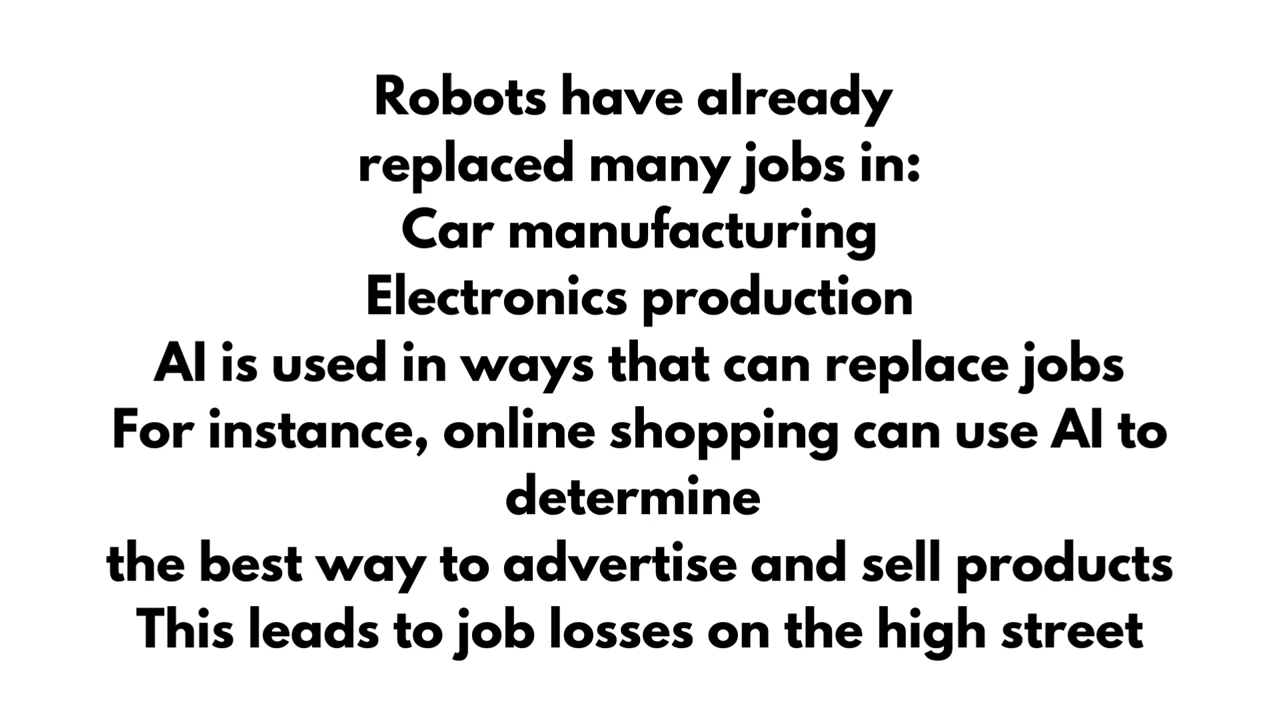 Robots have already
replaced many jobs in:
Car manufacturing
Electronics production
AI is used in ways that can replace jobs
For instance, online shopping can use AI to
determine
the best way to advertise and sell products
This leads to job losses on the high street